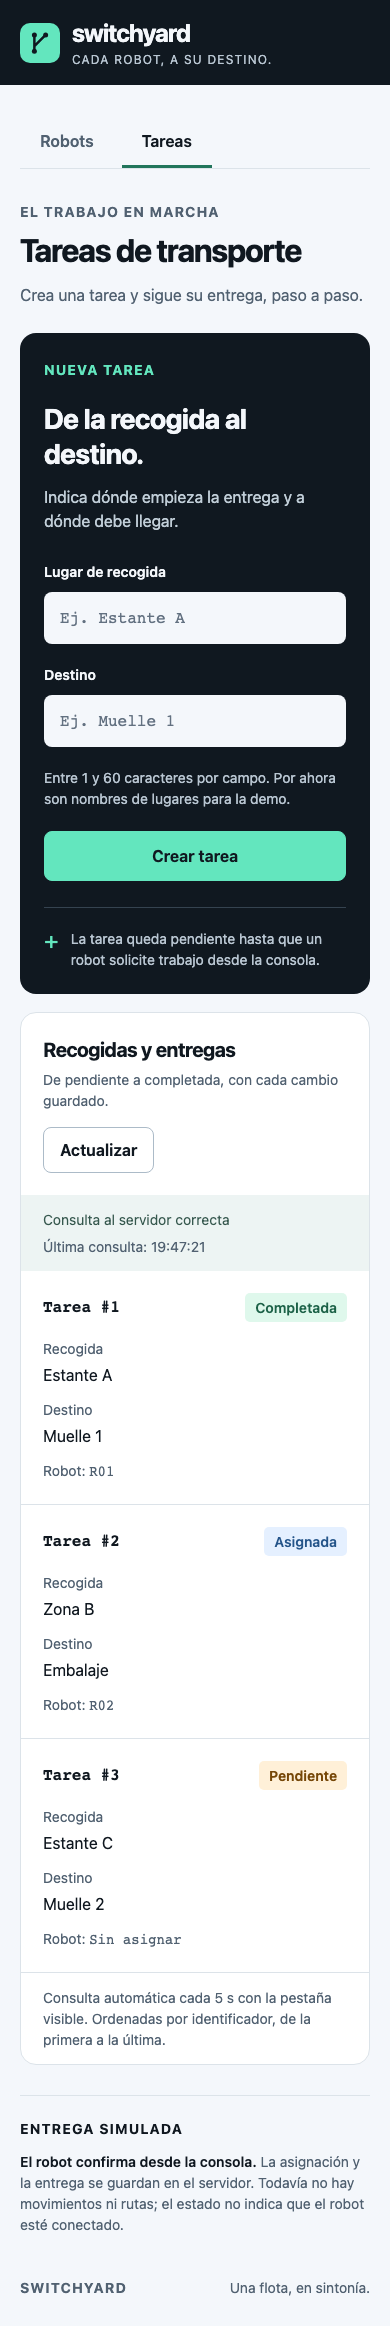 switchyard
CADA ROBOT, A SU DESTINO.
Robots
Tareas
EL TRABAJO EN MARCHA
Tareas de transporte
Crea una tarea y sigue su entrega, paso a paso.
NUEVA TAREA
De la recogida al
destino.
Indica dónde empieza la entrega y a
dónde debe llegar.
Lugar de recogida
Ej. Estante A
Destino
Ej. Muelle 1
Entre 1 y 60 caracteres por campo. Por ahora
son nombres de lugares para la demo.
Crear tarea
+ La tarea queda pendiente hasta que un
robot solicite trabajo desde la consola.
Recogidas y entregas
De pendiente a completada, con cada cambio
guardado.
Actualizar
Consulta al servidor correcta
Última consulta: 19:47:21
Tarea #1 Completada
Recogida
Estante A
Destino
Muelle 1
Robot: R01
Tarea #2 Asignada
Recogida
Zona B
Destino
Embalaje
Robot: R02
Tarea #3 Pendiente
Recogida
Estante C
Destino
Muelle 2
Robot: Sin asignar
Consulta automática cada 5 s con la pestaña
visible. Ordenadas por identificador, de la
primera a la última.
ENTREGA SIMULADA
El robot confirma desde la consola. La asignación y
la entrega se guardan en el servidor. Todavía no hay
movimientos ni rutas; el estado no indica que el robot
esté conectado.
SWITCHYARD
Una flota, en sintonía.